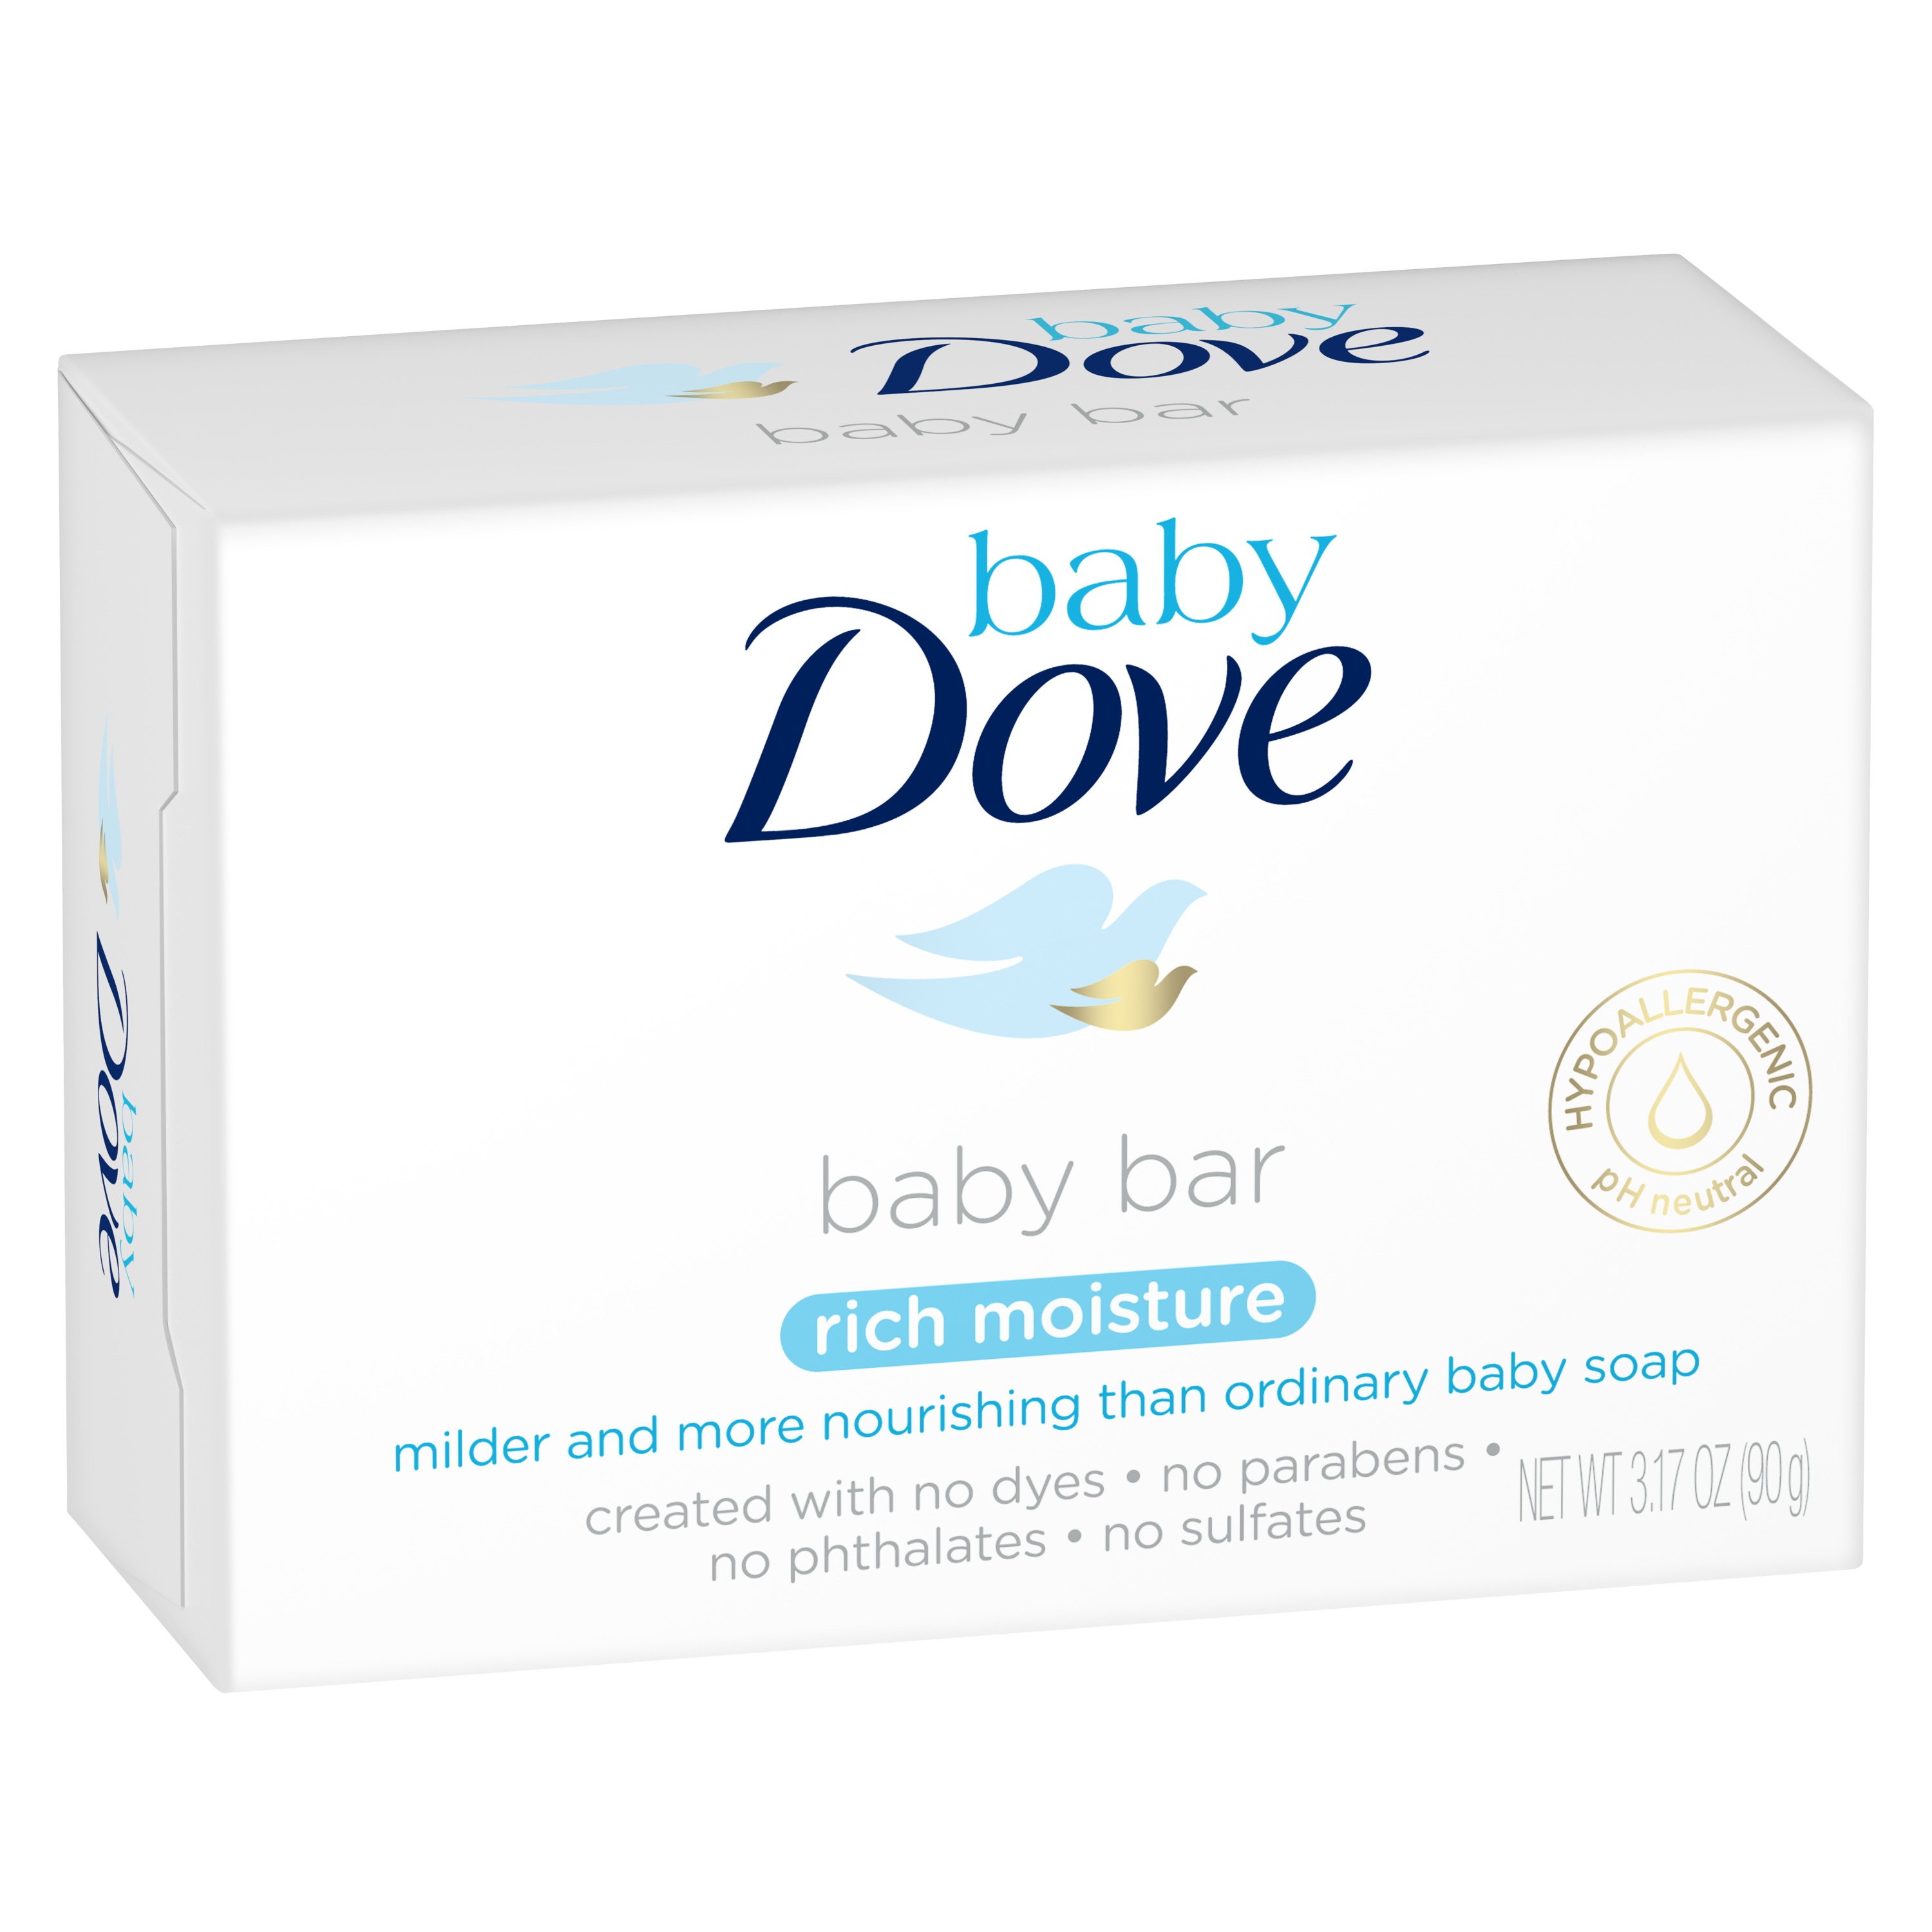 baby
Dove
baby bar
baby
Dove
baby
Dove
HYPOALLERGENIC
pH neutral
baby bar
rich moisture
milder and more nourishing than ordinary baby soap
created with no dyes • no parabens •
no phthalates • no sulfates
NET WT 3.17 OZ (90 g)